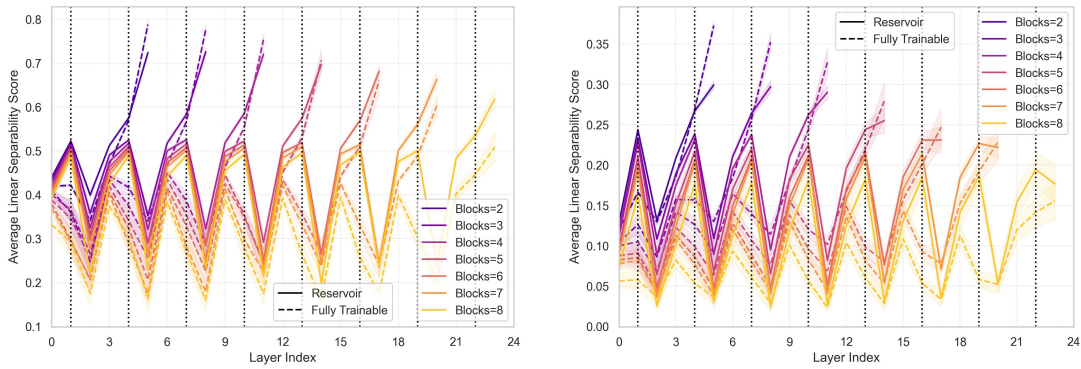 0.8
0.7
0.6
0.5
0.4
0.3
0.2
0.1
Average Linear Separability Score
0 3 6 9 12 15 18 21 24
Layer Index
Reservoir
Fully Trainable
Blocks=2
Blocks=3
Blocks=4
Blocks=5
Blocks=6
Blocks=7
Blocks=8
0.35
0.30
0.25
0.20
0.15
0.10
0.05
0.00
Average Linear Separability Score
0 3 6 9 12 15 18 21 24
Layer Index
Reservoir
Fully Trainable
Blocks=2
Blocks=3
Blocks=4
Blocks=5
Blocks=6
Blocks=7
Blocks=8